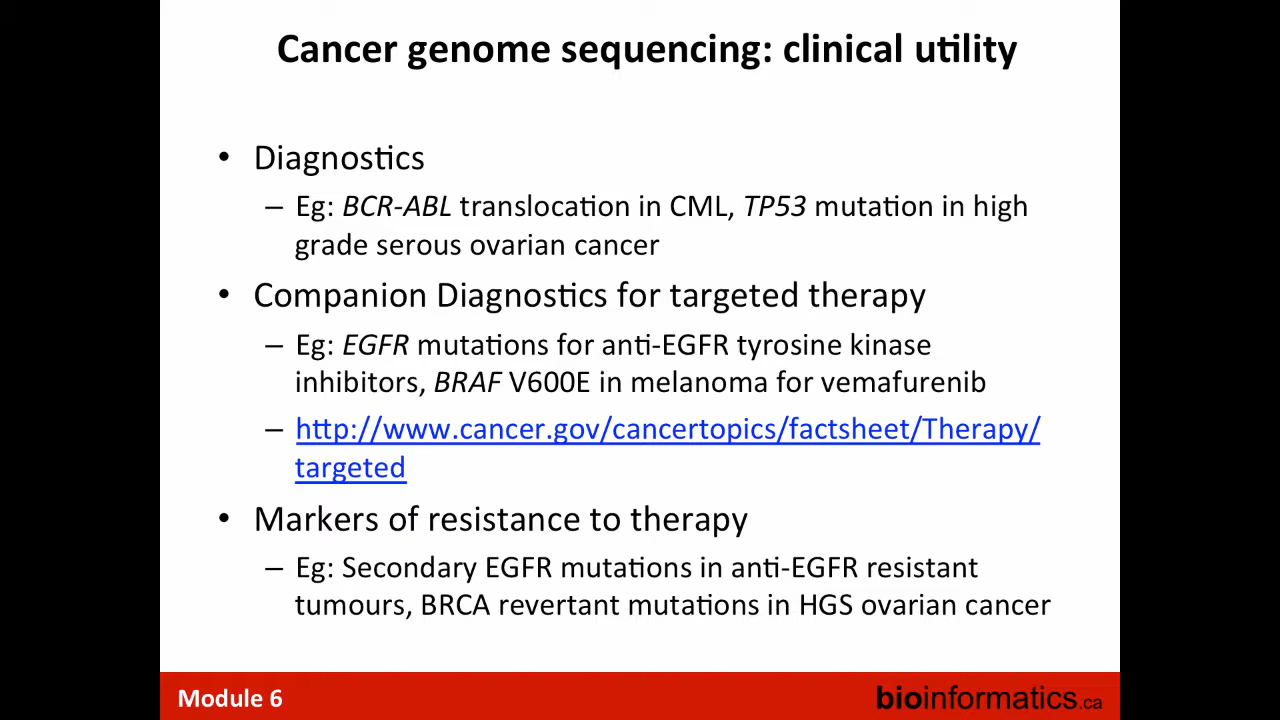 Cancer genome sequencing: clinical utility
• Diagnostics
– Eg: BCR-ABL translocation in CML, TP53 mutation in high
grade serous ovarian cancer
• Companion Diagnostics for targeted therapy
– Eg: EGFR mutations for anti-EGFR tyrosine kinase
inhibitors, BRAF V600E in melanoma for vemafurenib
– http://www.cancer.gov/cancertopics/factsheet/Therapy/
targeted
• Markers of resistance to therapy
– Eg: Secondary EGFR mutations in anti-EGFR resistant
tumours, BRCA revertant mutations in HGS ovarian cancer
Module 6
bioinformatics.ca